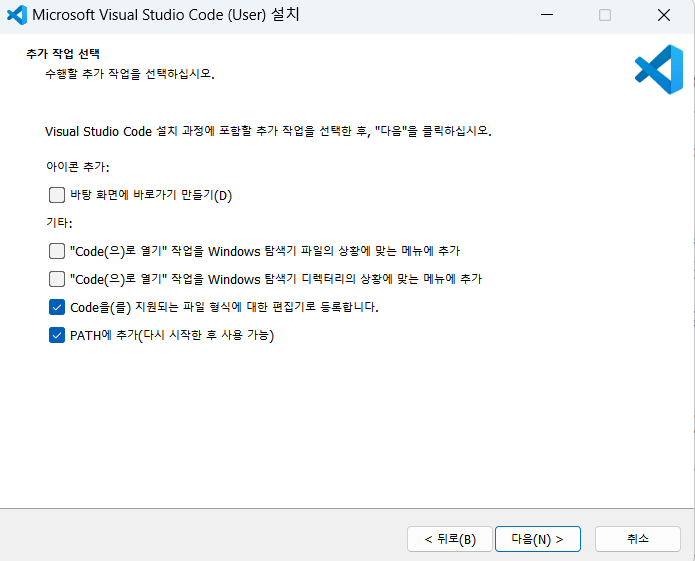 Microsoft Visual Studio Code (User) 설치
추가 작업 선택
수행할 추가 작업을 선택하십시오.
Visual Studio Code 설치 과정에 포함할 추가 작업을 선택한 후, "다음"을 클릭하십시오.
아이콘 추가:
바탕 화면에 바로가기 만들기(D)
기타:
"Code(으)로 열기" 작업을 Windows 탐색기 파일의 상황에 맞는 메뉴에 추가
"Code(으)로 열기" 작업을 Windows 탐색기 디렉터리의 상황에 맞는 메뉴에 추가
Code을(를) 지원되는 파일 형식에 대한 편집기로 등록합니다.
PATH에 추가(다시 시작한 후 사용 가능)
< 뒤로(B) 다음(N) > 취소